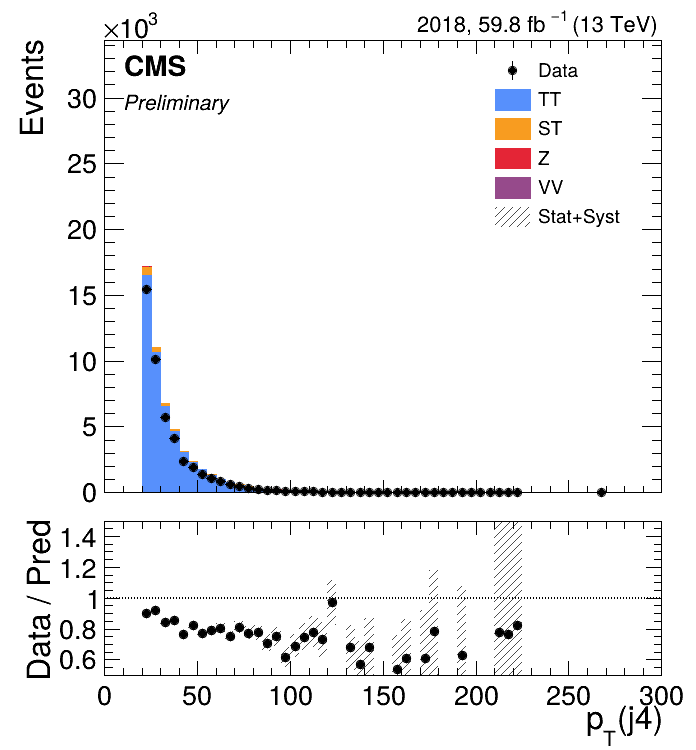 ×10³
2018, 59.8 fb⁻¹ (13 TeV)
CMS
Preliminary
Events
Data
TT
ST
Z
VV
Stat+Syst
30
25
20
15
10
5
0
Data / Pred
1.4
1.2
1
0.8
0.6
0 50 100 150 200 250 300
p_T(j4)